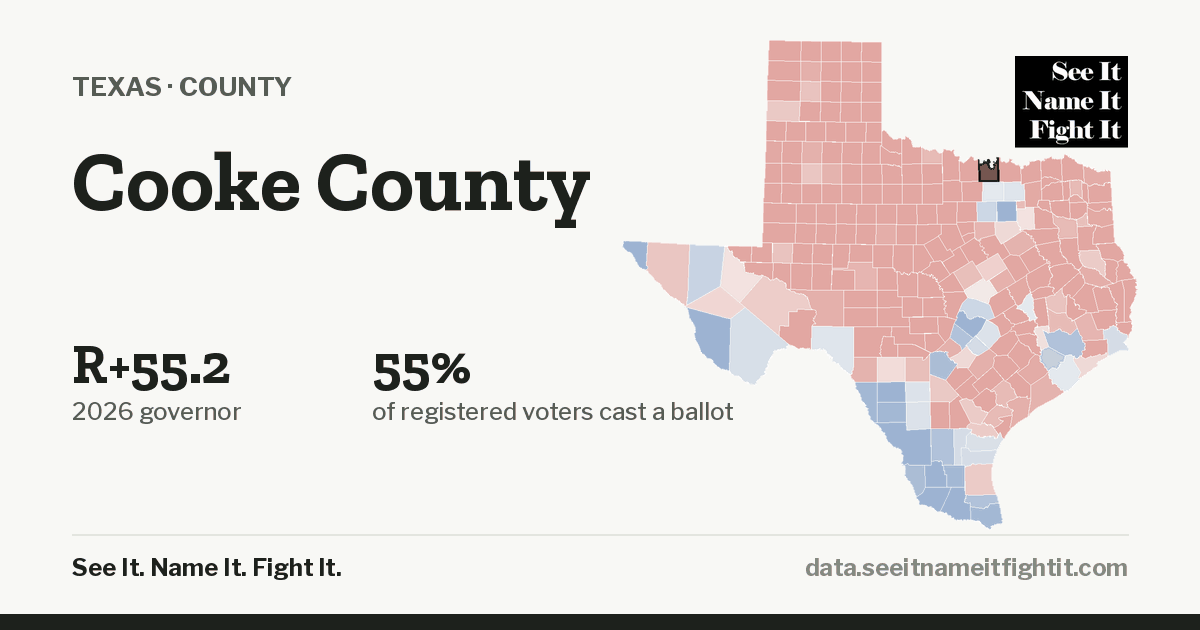 TEXAS · COUNTY
See It
Name It
Fight It
Cooke County
R+55.2
2026 governor
55%
of registered voters cast a ballot
See It. Name It. Fight It.
data.seeitnameitfightit.com